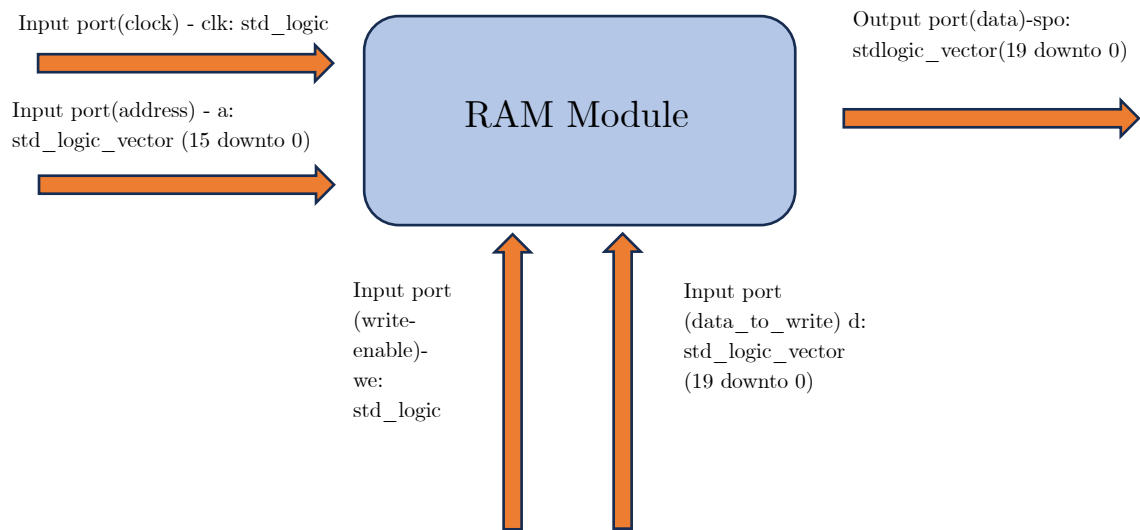 Input port(clock) - clk: std_logic
Input port(address) - a:
std_logic_vector (15 downto 0)
RAM Module
Output port(data)-spo:
stdlogic_vector(19 downto 0)
Input port
(write-
enable)-
we:
std_logic
Input port
(data_to_write) d:
std_logic_vector
(19 downto 0)